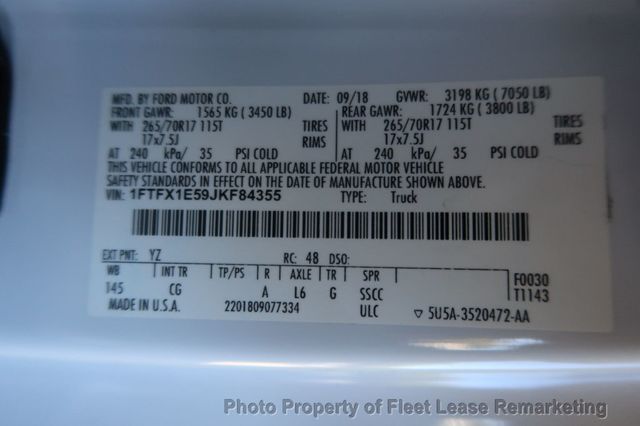 MFD. BY FORD MOTOR CO. DATE: 09/18 GVWR: 3198 KG ( 7050 LB)
FRONT GAWR: 1565 KG ( 3450 LB) REAR GAWR: 1724 KG ( 3800 LB)
WITH 265/70R17 115T TIRES WITH 265/70R17 115T TIRES
17x7.5J RIMS 17x7.5J RIMS
AT 240 kPa/ 35 PSI COLD AT 240 kPa/ 35 PSI COLD
THIS VEHICLE CONFORMS TO ALL APPLICABLE FEDERAL MOTOR VEHICLE
SAFETY STANDARDS IN EFFECT ON THE DATE OF MANUFACTURE SHOWN ABOVE.
VIN: 1FTFX1E59JKF84355 TYPE: Truck
EXT PNT: YZ RC: 48 DSO:
WB INT TR TP/PS R AXLE TR SPR F0030
145 CG A L6 G SSCC T1143
MADE IN U.S.A. 2201809077334 ULC ▽ 5U5A-3520472-AA
Photo Property of Fleet Lease Remarketing